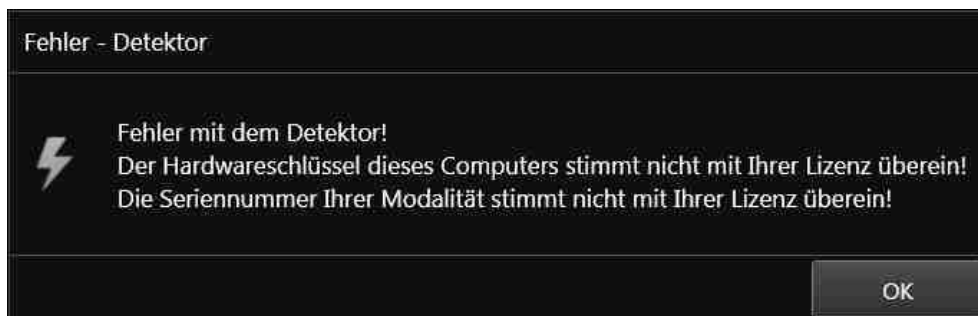 Fehler - Detektor
Fehler mit dem Detektor!
Der Hardwareschlüssel dieses Computers stimmt nicht mit Ihrer Lizenz überein!
Die Seriennummer Ihrer Modalität stimmt nicht mit Ihrer Lizenz überein!
OK